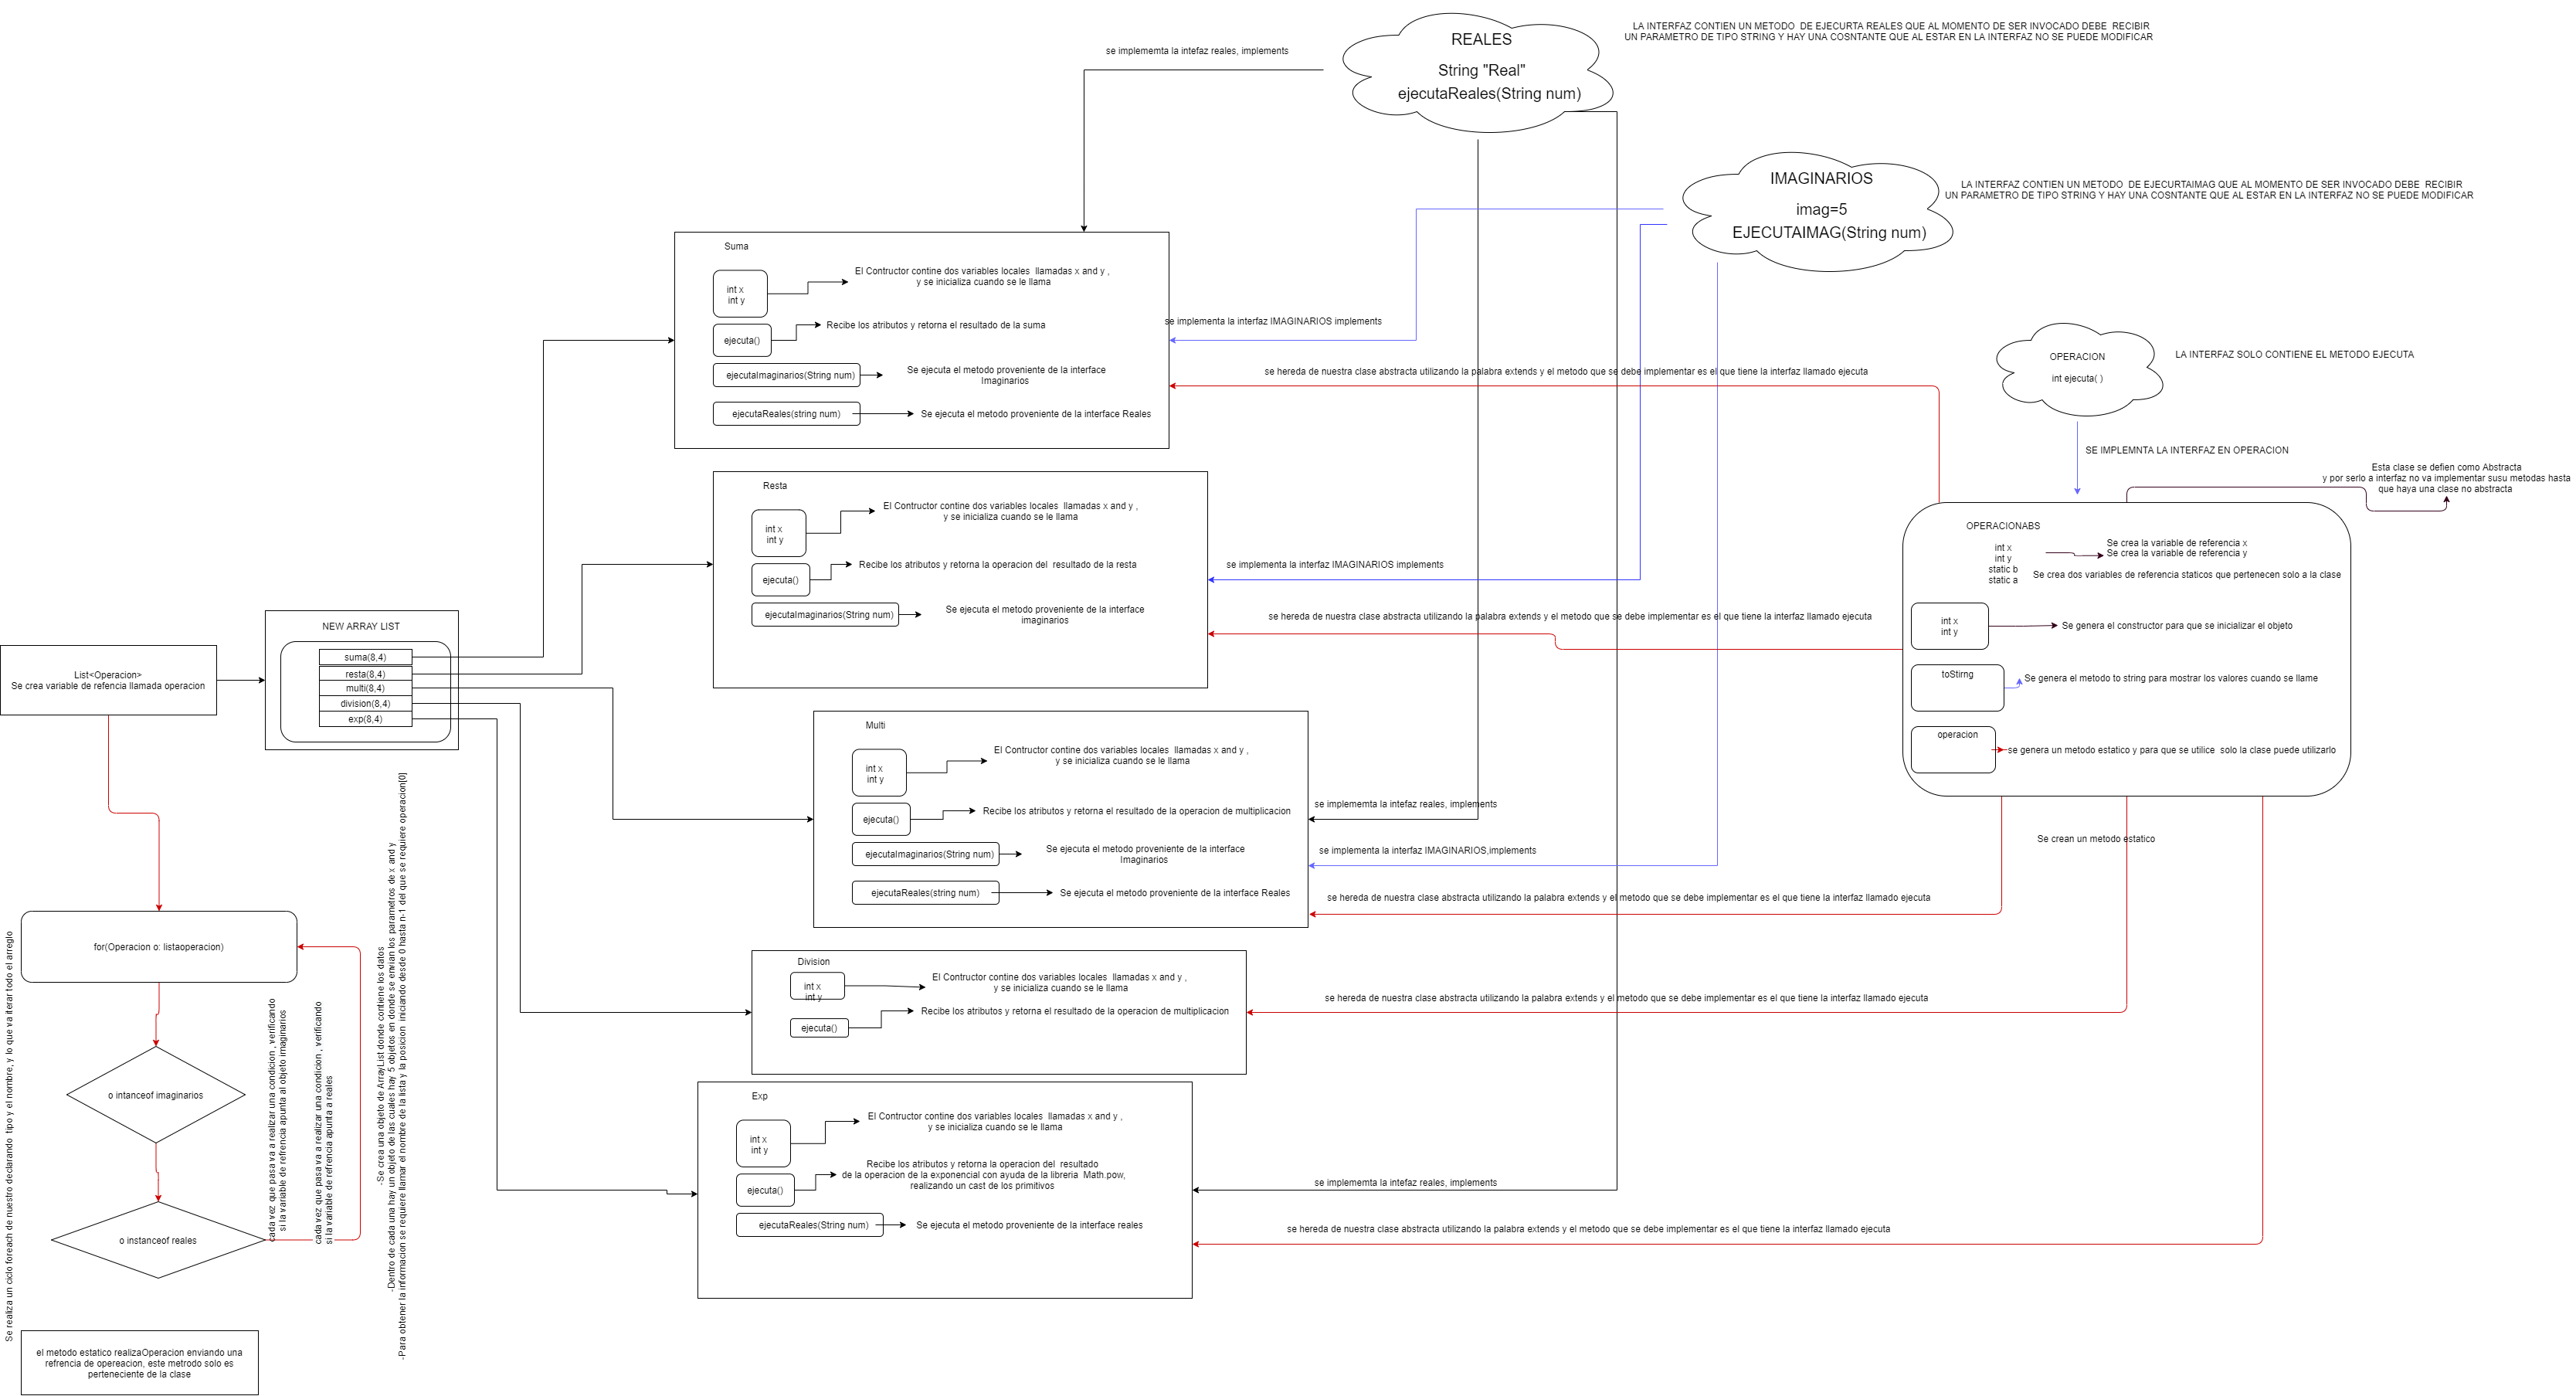 REALES
String "Real"
ejecutaReales(String num)
LA INTERFAZ CONTIEN UN METODO  DE EJECURTA REALES QUE AL MOMENTO DE SER INVOCADO DEBE  RECIBIR
UN PARAMETRO DE TIPO STRING Y HAY UNA COSNTANTE QUE AL ESTAR EN LA INTERFAZ NO SE PUEDE MODIFICAR
se implememta la intefaz reales, implements
IMAGINARIOS
imag=5
EJECUTAIMAG(String num)
LA INTERFAZ CONTIEN UN METODO  DE EJECURTAIMAG QUE AL MOMENTO DE SER INVOCADO DEBE  RECIBIR
UN PARAMETRO DE TIPO STRING Y HAY UNA COSNTANTE QUE AL ESTAR EN LA INTERFAZ NO SE PUEDE MODIFICAR
Suma
int x
int y
El Contructor contine dos variables locales  llamadas x and y ,
y se inicializa cuando se le llama
ejecuta()
Recibe los atributos y retorna el resultado de la suma
ejecutaImaginarios(String num)
Se ejecuta el metodo proveniente de la interface
Imaginarios
ejecutaReales(string num)
Se ejecuta el metodo proveniente de la interface Reales
se implementa la interfaz IMAGINARIOS implements
se hereda de nuestra clase abstracta utilizando la palabra extends y el metodo que se debe implementar es el que tiene la interfaz llamado ejecuta
OPERACION
int ejecuta( )
LA INTERFAZ SOLO CONTIENE EL METODO EJECUTA
SE IMPLEMNTA LA INTERFAZ EN OPERACION
Esta clase se defien como Abstracta
y por serlo a interfaz no va implementar susu metodas hasta
que haya una clase no abstracta
Resta
int x
int y
El Contructor contine dos variables locales  llamadas x and y ,
y se inicializa cuando se le llama
ejecuta()
Recibe los atributos y retorna la operacion del  resultado de la resta
ejecutaImaginarios(String num)
Se ejecuta el metodo proveniente de la interface
imaginarios
se implementa la interfaz IMAGINARIOS implements
se hereda de nuestra clase abstracta utilizando la palabra extends y el metodo que se debe implementar es el que tiene la interfaz llamado ejecuta
OPERACIONABS
int x
int y
static b
static a
Se crea la variable de referencia x
Se crea la variable de referencia y
Se crea dos variables de referencia staticos que pertenecen solo a la clase
int x
int y
Se genera el constructor para que se inicializar el objeto
toStirng
Se genera el metodo to string para mostrar los valores cuando se llame
operacion
se genera un metodo estatico y para que se utilice  solo la clase puede utilizarlo
Se crean un metodo estatico
List<Operacion>
Se crea variable de refencia llamada operacion
NEW ARRAY LIST
suma(8,4)
resta(8,4)
multi(8,4)
division(8,4)
exp(8,4)
Multi
int x
int y
El Contructor contine dos variables locales  llamadas x and y ,
y se inicializa cuando se le llama
ejecuta()
Recibe los atributos y retorna el resultado de la operacion de multiplicacion
ejecutaImaginarios(String num)
Se ejecuta el metodo proveniente de la interface
Imaginarios
ejecutaReales(string num)
Se ejecuta el metodo proveniente de la interface Reales
se implememta la intefaz reales, implements
se implementa la interfaz IMAGINARIOS,implements
se hereda de nuestra clase abstracta utilizando la palabra extends y el metodo que se debe implementar es el que tiene la interfaz llamado ejecuta
Division
int x
int y
El Contructor contine dos variables locales  llamadas x and y ,
y se inicializa cuando se le llama
ejecuta()
Recibe los atributos y retorna el resultado de la operacion de multiplicacion
se hereda de nuestra clase abstracta utilizando la palabra extends y el metodo que se debe implementar es el que tiene la interfaz llamado ejecuta
Exp
int x
int y
El Contructor contine dos variables locales  llamadas x and y ,
y se inicializa cuando se le llama
ejecuta()
Recibe los atributos y retorna la operacion del  resultado
de la operacion de la exponencial con ayuda de la libreria  Math.pow,
realizando un cast de los primitivos
ejecutaReales(String num)
Se ejecuta el metodo proveniente de la interface reales
se implememta la intefaz reales, implements
se hereda de nuestra clase abstracta utilizando la palabra extends y el metodo que se debe implementar es el que tiene la interfaz llamado ejecuta
Se realiza un ciclo foreach de nuestro declarando  tipo y el nombre, y lo que va iterar todo el arreglo
for(Operacion o: listaoperacion)
o intanceof imaginarios
o instanceof reales
cada vez que pasa va a realizar una condicion , verificando
si la variable de refrencia apunta al objeto imaginarios
cada vez que pasa va a realizar una condicion , verificando
si la variable de refrencia apunta a reales
-Se crea una objeto de ArrayList donde contiene los datos
-Dentro de cada una hay un objeto de las cuales hay 5 objetos en donde se envian los parametros de x and y
-Para obtener la informacion se requiere llamar el nombre de la lista y la posicion  iniciando desde 0 hasta n-1 del que se requiere operacion[0]
el metodo estatico realizaOperacion enviando una
refrencia de opereacion, este metrodo solo es
perteneciente de la clase